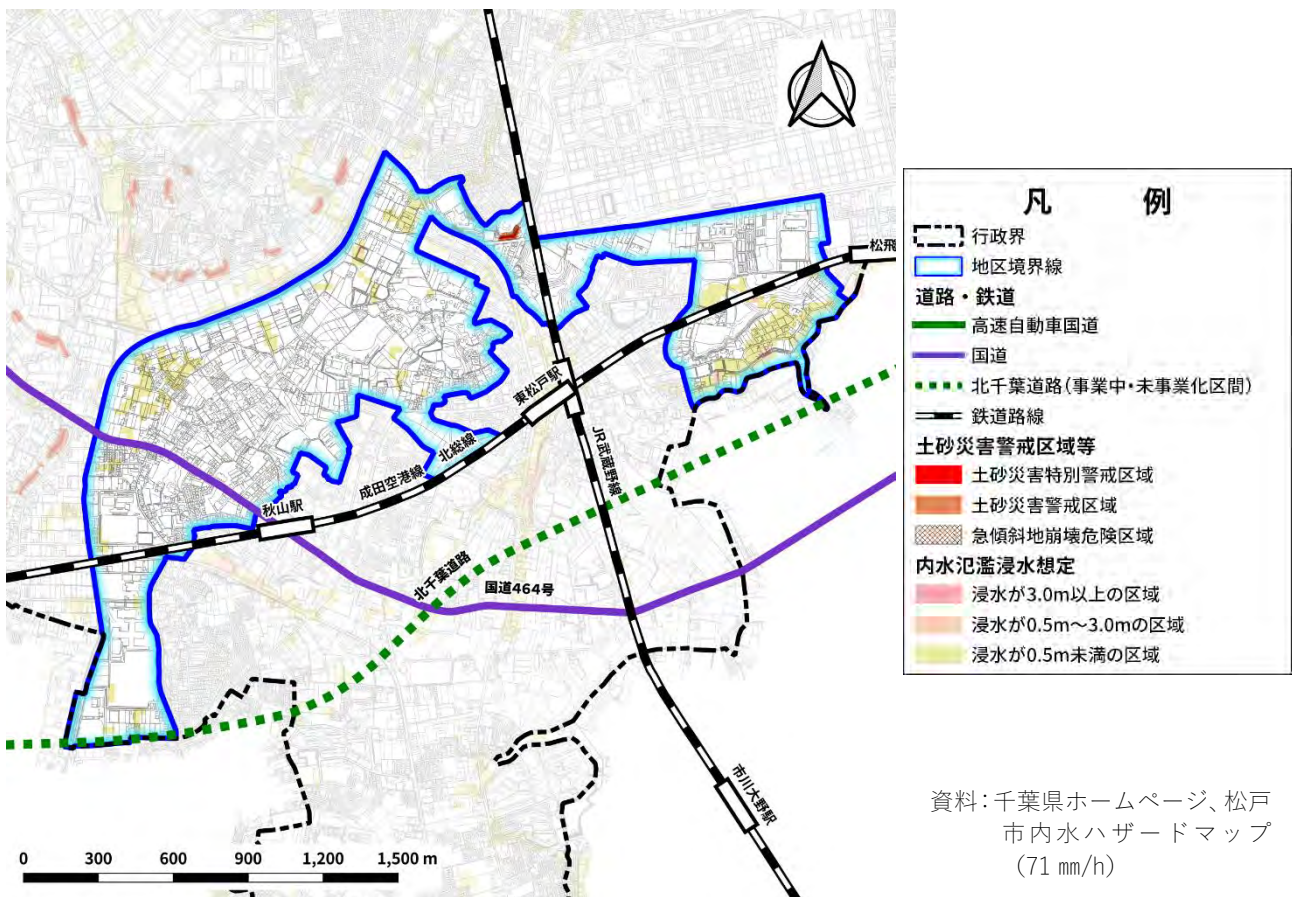 松飛
東松戸駅
北総線
成田空港線
秋山駅
JR武蔵野線
北千葉道路
国道464号
市川大野駅
0 300 600 900 1,200 1,500 m
凡 例
行政界
地区境界線
道路・鉄道
高速自動車国道
国道
北千葉道路(事業中・未事業化区間)
鉄道路線
土砂災害警戒区域等
土砂災害特別警戒区域
土砂災害警戒区域
急傾斜地崩壊危険区域
内水氾濫浸水想定
浸水が3.0m以上の区域
浸水が0.5m～3.0mの区域
浸水が0.5m未満の区域
資料：千葉県ホームページ、松戸
市内水ハザードマップ
(71 mm/h)